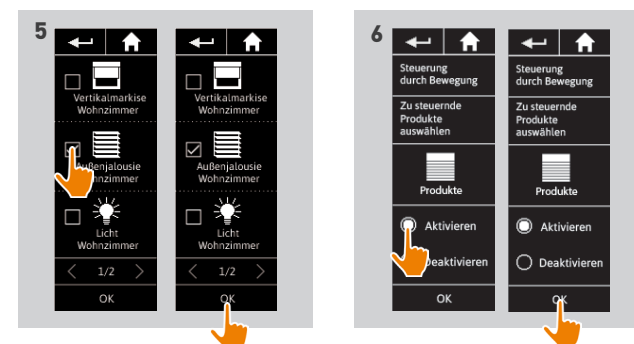 5
Vertikalmarkise
Wohnzimmer
Außenjalousie
Wohnzimmer
Licht
Wohnzimmer
1/2
OK
Vertikalmarkise
Wohnzimmer
Außenjalousie
Wohnzimmer
Licht
Wohnzimmer
1/2
OK
6
Steuerung
durch Bewegung
Zu steuernde
Produkte
auswählen
Produkte
Aktivieren
Deaktivieren
OK
Steuerung
durch Bewegung
Zu steuernde
Produkte
auswählen
Produkte
Aktivieren
Deaktivieren
OK